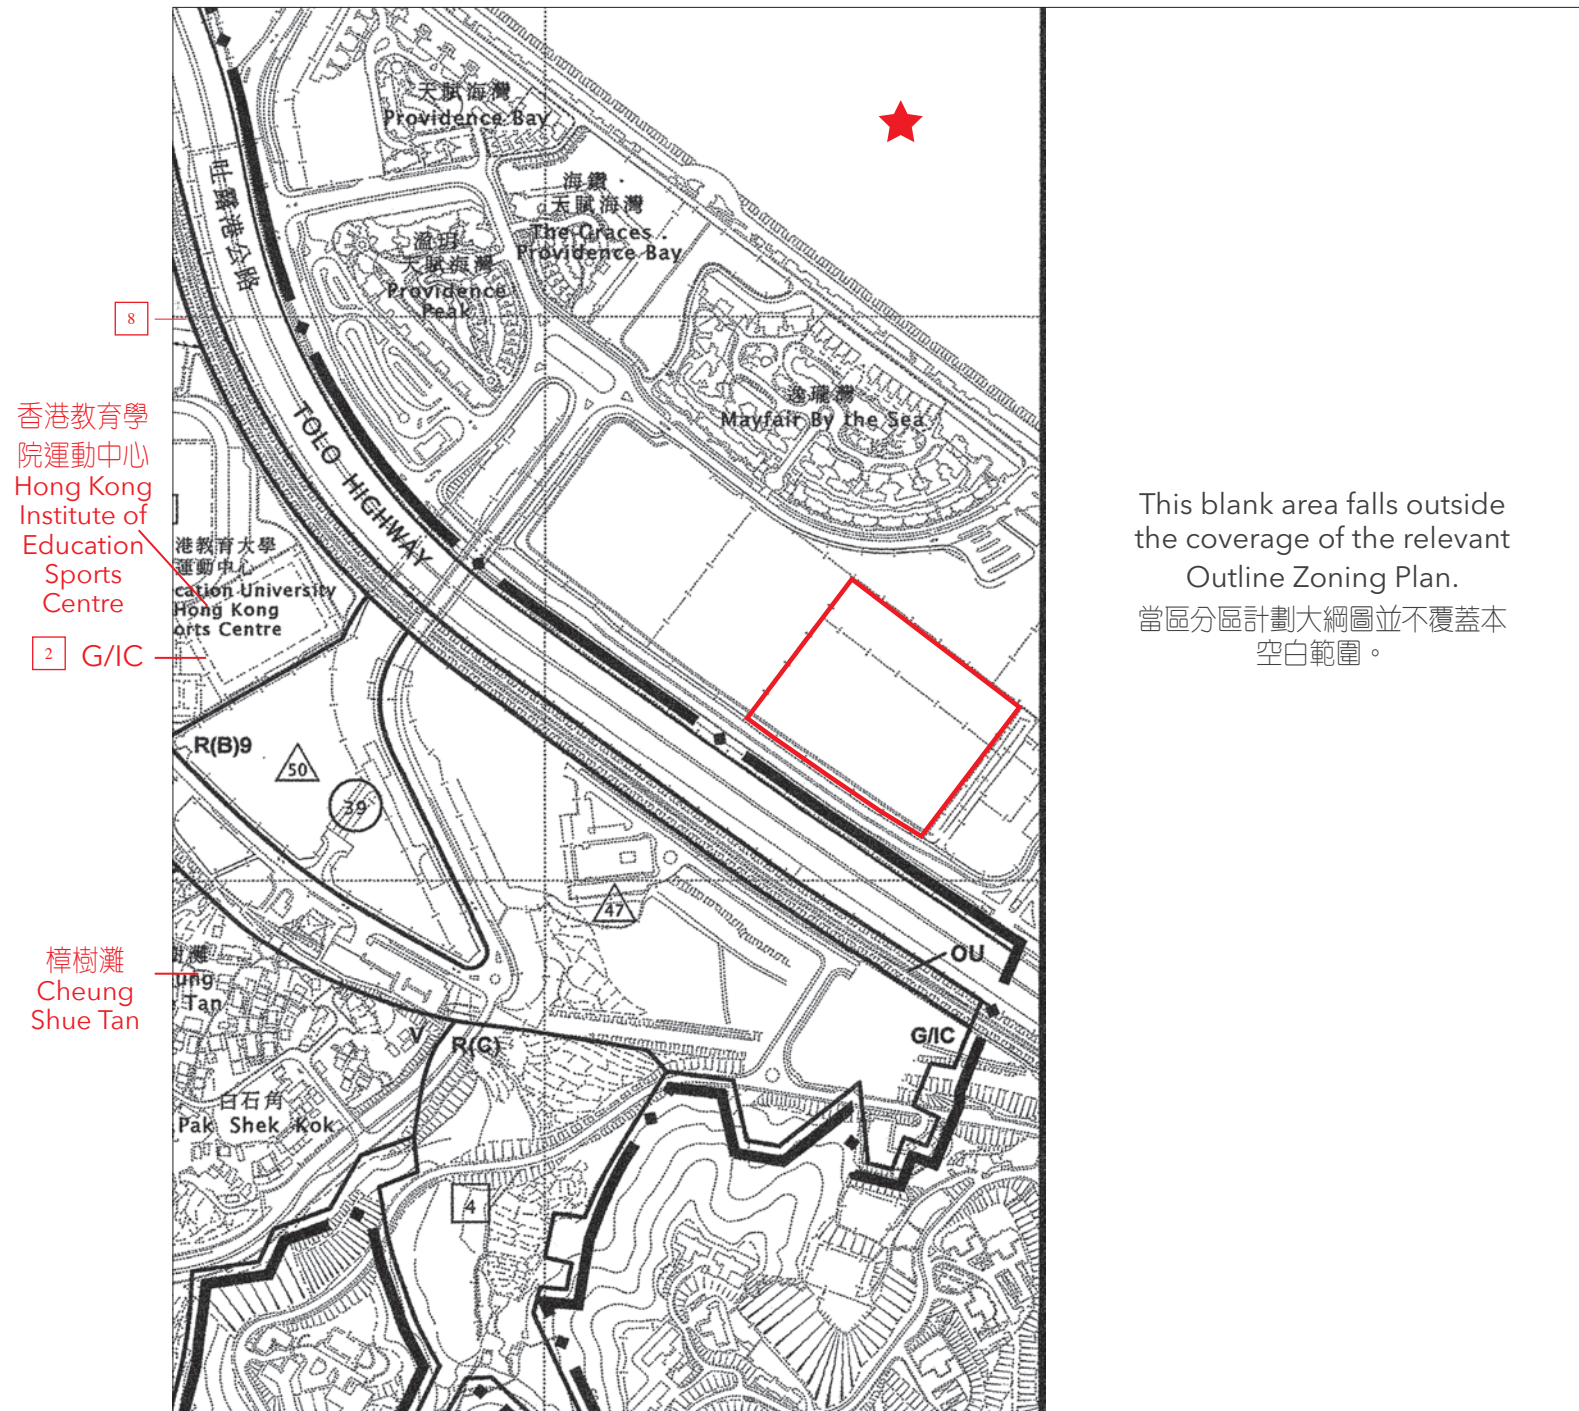 天賦海灣
Providence Bay
海鑽．
天賦海灣
The Graces .
Providence Bay
吐露港公路
溋玥．
天賦海灣
Providence
Peak
8
逸瓏灣
Mayfair By the Sea
TOLO HIGHWAY
香港教育學
院運動中心
Hong Kong
Institute of
Education
Sports
Centre
港教育大學
運動中心
cation University
Hong Kong
orts Centre
This blank area falls outside
the coverage of the relevant
Outline Zoning Plan.
當區分區計劃大綱圖並不覆蓋本
空白範圍。
2 G/IC
R(B)9
50
39
47
OU
樟樹灘
Cheung
Shue Tan
樹灘
ung
Tan
G/IC
V
R(C)
白石角
Pak Shek Kok
4